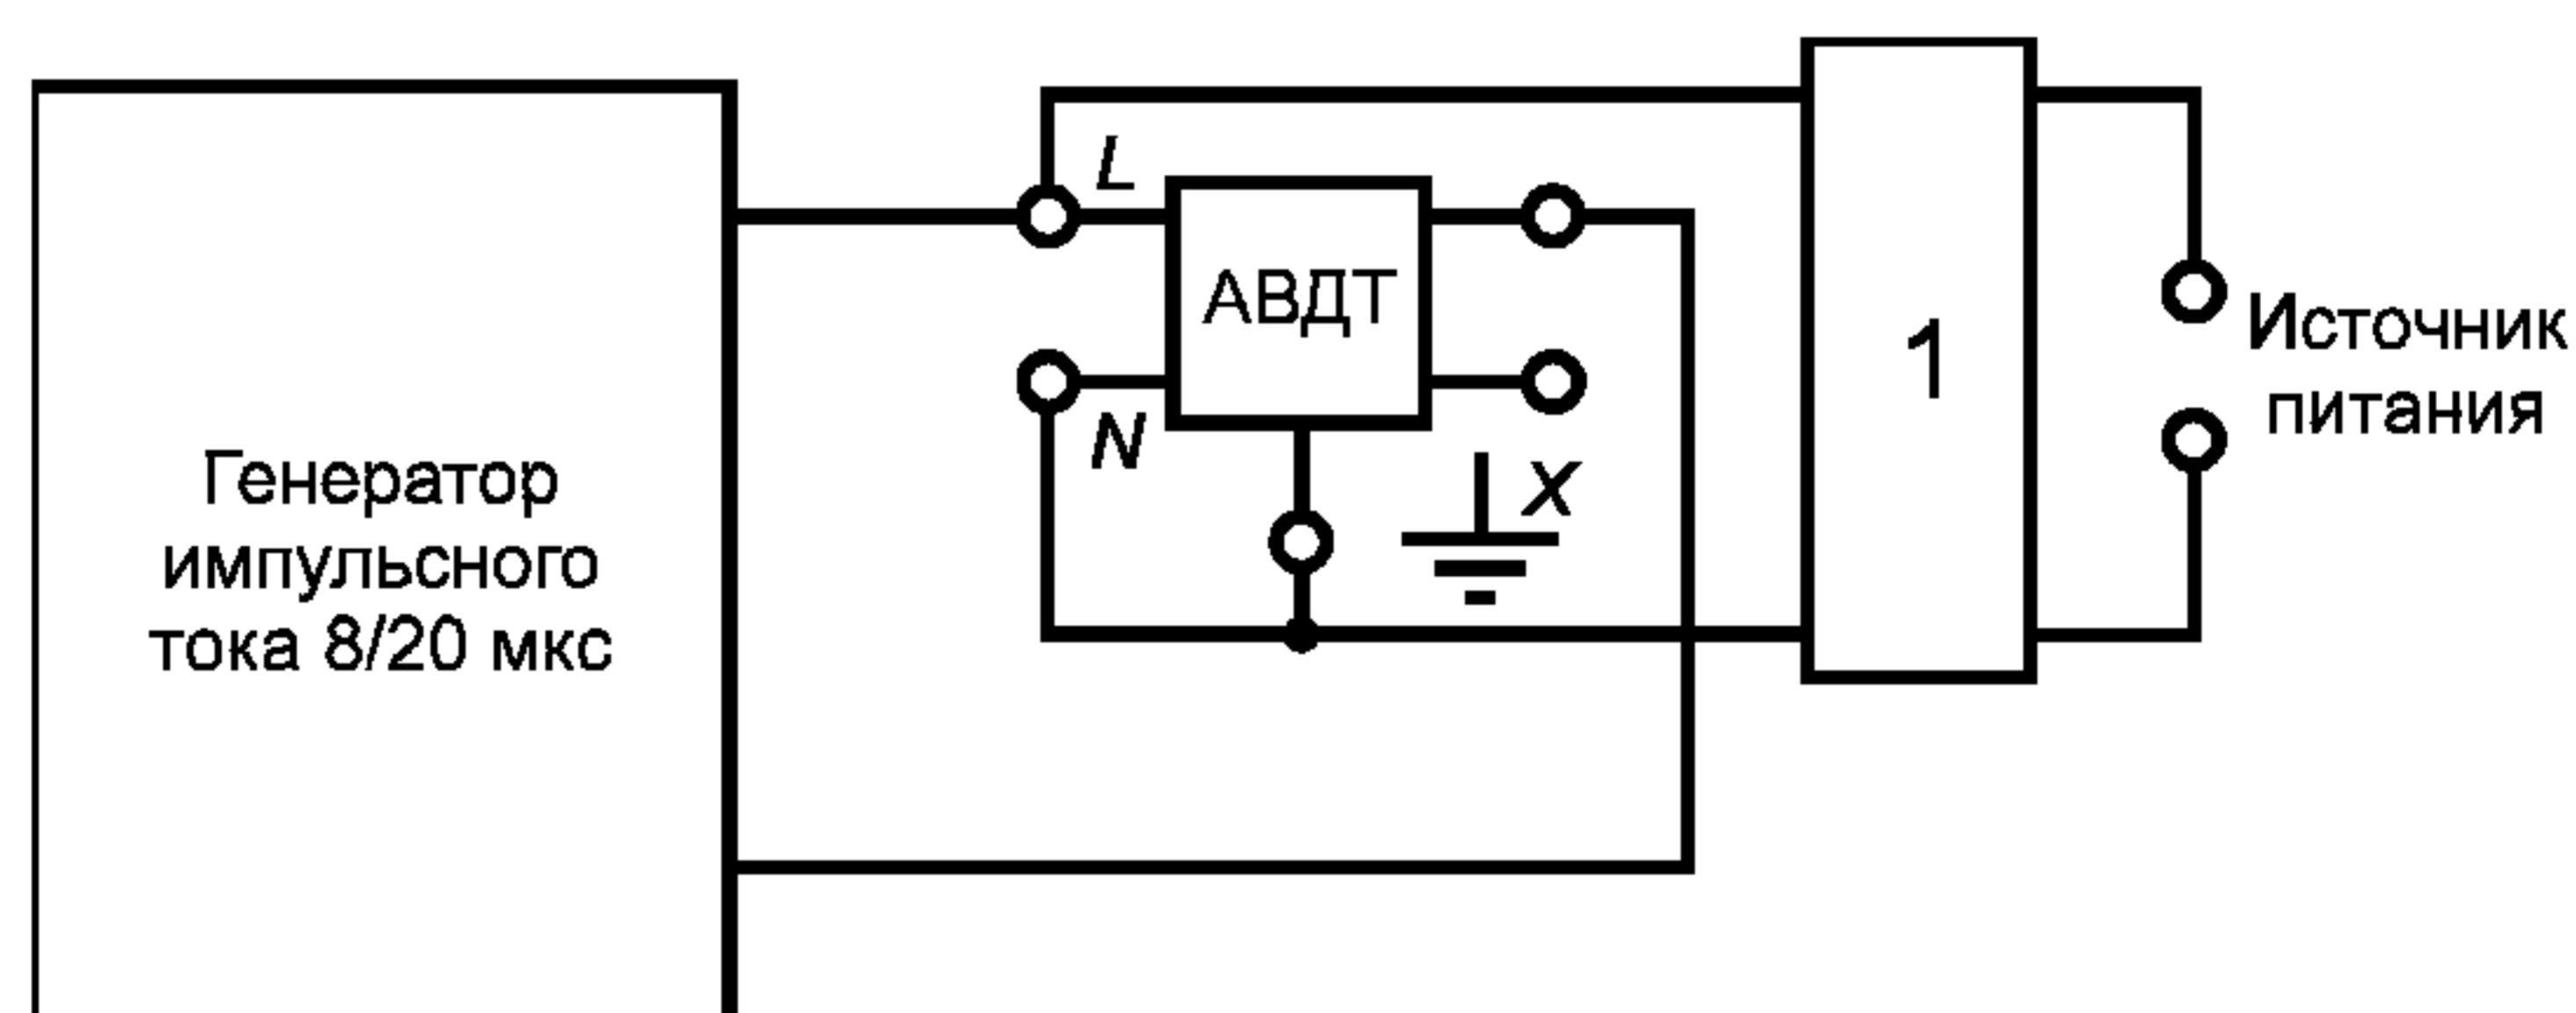 L
АВДТ
N
X
1
Источник
питания
Генератор
импульсного
тока 8/20 мкс